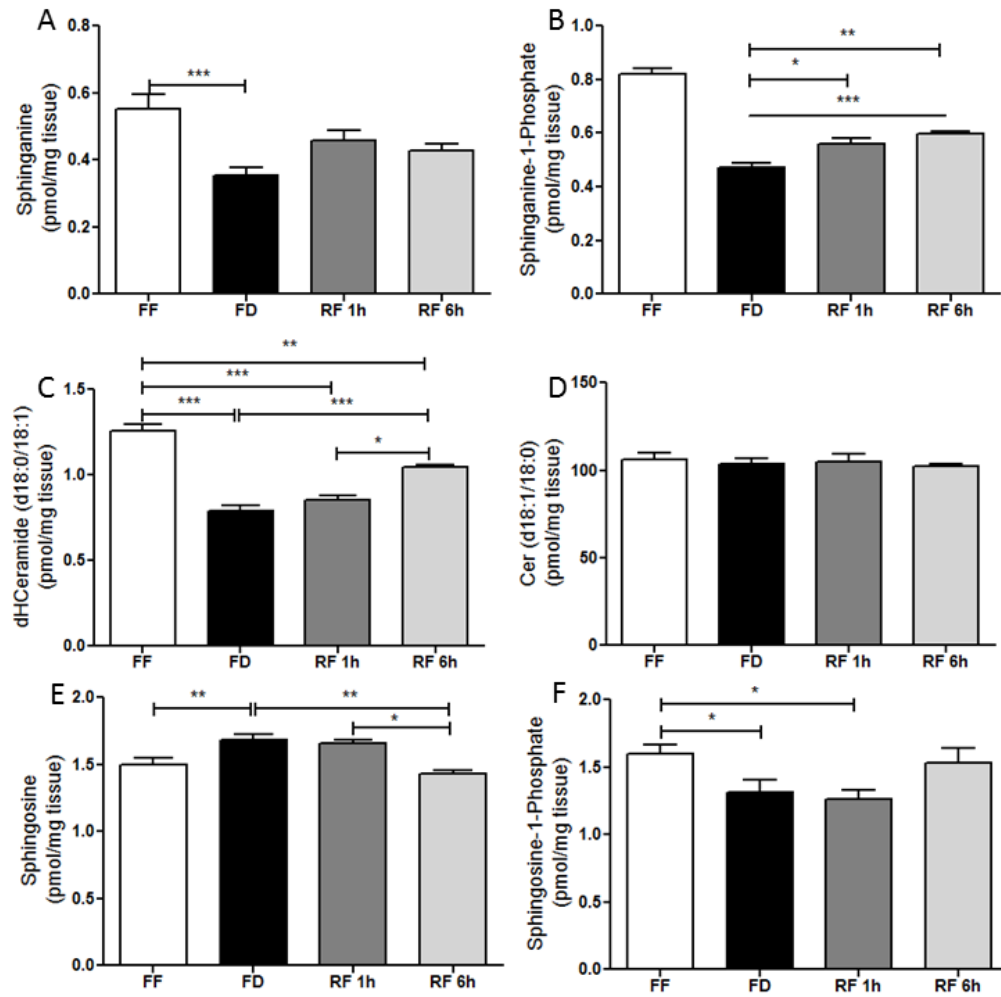 A
Sphinganine
(pmol/mg tissue)
0.8
0.6
0.4
0.2
0.0
***
FF
FD
RF 1h
RF 6h
B
Sphinganine-1-Phosphate
(pmol/mg tissue)
1.0
0.8
0.6
0.4
0.2
0.0
**
*
***
FF
FD
RF 1h
RF 6h
C
dHCeramide (d18:0/18:1)
(pmol/mg tissue)
1.5
1.0
0.5
0.0
**
***
***
***
*
FF
FD
RF 1h
RF 6h
D
Cer (d18:1/18:0)
(pmol/mg tissue)
150
100
50
0
FF
FD
RF 1h
RF 6h
E
Sphingosine
(pmol/mg tissue)
2.0
1.5
1.0
0.5
0.0
**
**
*
FF
FD
RF 1h
RF 6h
F
Sphingosine-1-Phosphate
(pmol/mg tissue)
2.0
1.5
1.0
0.5
0.0
*
*
FF
FD
RF 1h
RF 6h